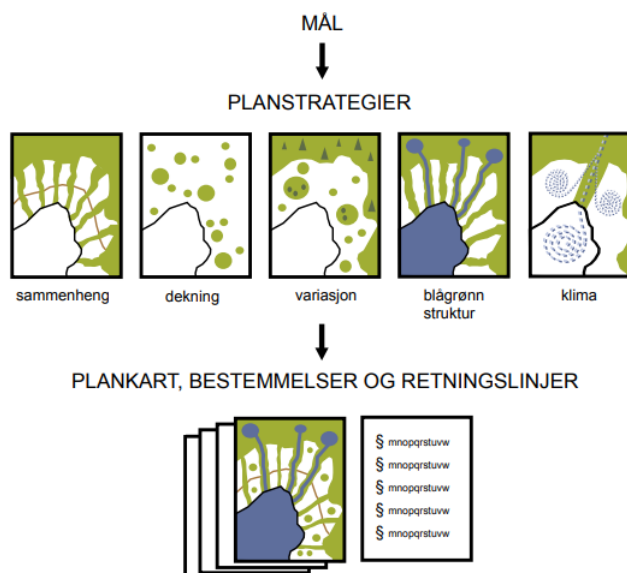 MÅL
PLANSTRATEGIER
sammenheng
dekning
variasjon
blågrønn
struktur
klima
PLANKART, BESTEMMELSER OG RETNINGSLINJER
§ mnopqrstuvw
§ mnopqrstuvw
§ mnopqrstuvw
§ mnopqrstuvw
§ mnopqrstuvw